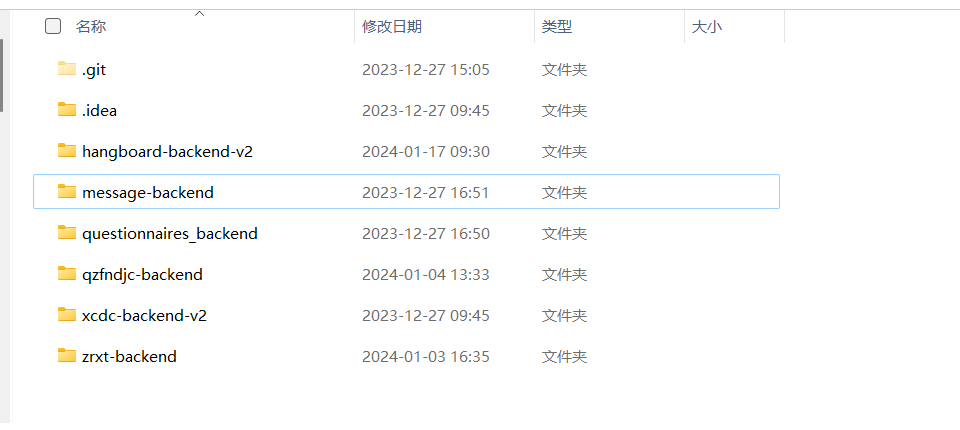 名称 修改日期 类型 大小
.git 2023-12-27 15:05 文件夹
.idea 2023-12-27 09:45 文件夹
hangboard-backend-v2 2024-01-17 09:30 文件夹
message-backend 2023-12-27 16:51 文件夹
questionnaires_backend 2023-12-27 16:50 文件夹
qzfndjc-backend 2024-01-04 13:33 文件夹
xcdc-backend-v2 2023-12-27 09:45 文件夹
zrxt-backend 2024-01-03 16:35 文件夹